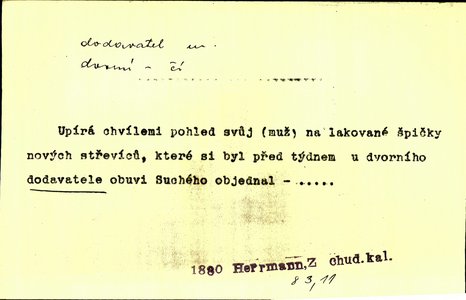 dodavatel m.
dvorní - čí
Upírá chvílemi pohled svůj (muž) na lakované špičky
nových střevíců, které si byl před týdnem u dvorního
dodavatele obuvi Suchého objednal - .....
1880 Herrmann,Z chud.kal.
83,11